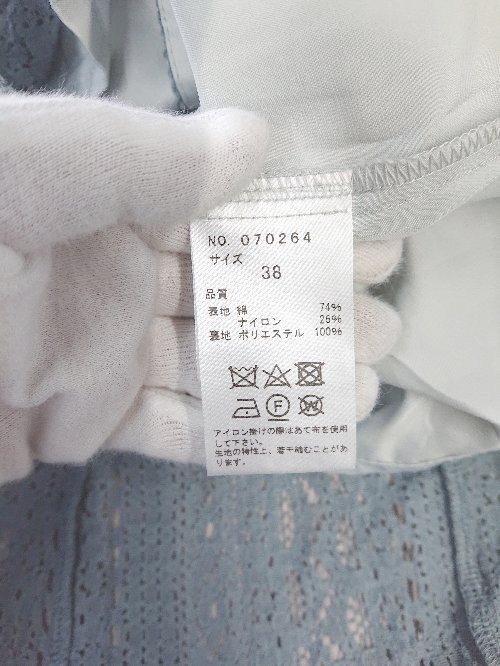 NO. 070264
サイズ
38
品質
表地 綿 74%
ナイロン 26%
裏地 ポリエステル 100%
F
W
アイロン掛けの際はあて布を使用
して下さい。
生地の特性上、若干縮むことがあ
ります。